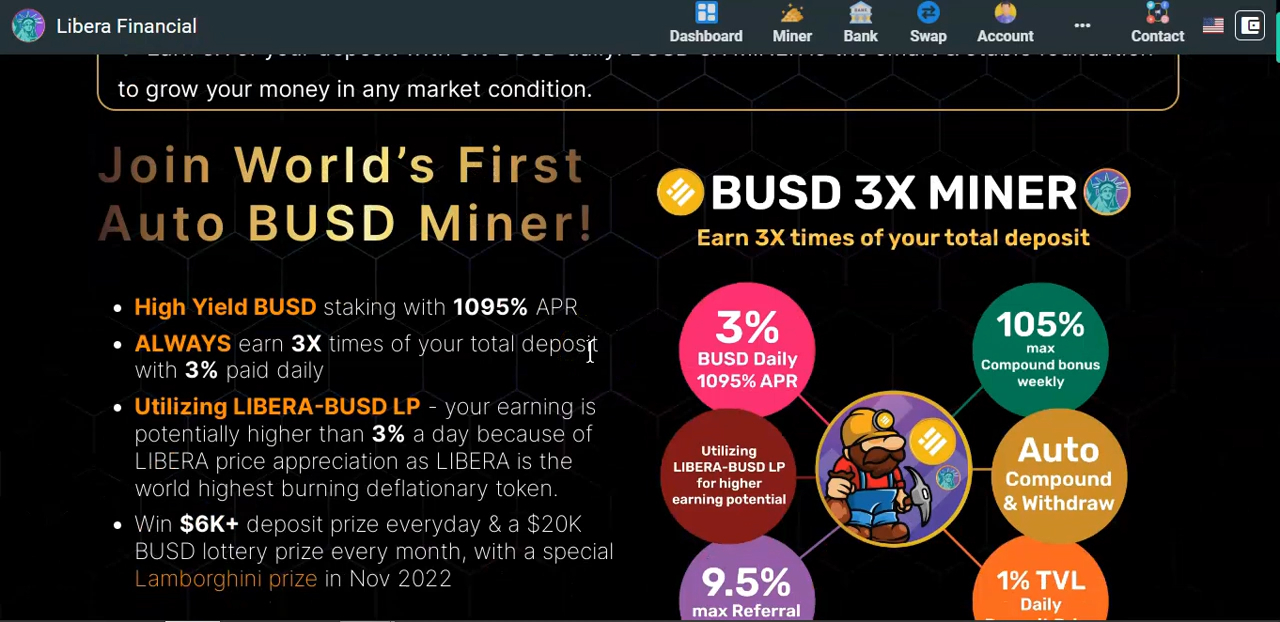 Libera Financial
Dashboard
Miner
BANK
Bank
Swap
Account
...
Contact
to grow your money in any market condition.
Join World's First
Auto BUSD Miner!
High Yield BUSD staking with 1095% APR
ALWAYS earn 3X times of your total deposit
with 3% paid daily
Utilizing LIBERA-BUSD LP - your earning is
potentially higher than 3% a day because of
LIBERA price appreciation as LIBERA is the
world highest burning deflationary token.
Win $6K+ deposit prize everyday & a $20K
BUSD lottery prize every month, with a special
Lamborghini prize in Nov 2022
BUSD 3X MINER
Earn 3X times of your total deposit
3%
BUSD Daily
1095% APR
105%
max
Compound bonus
weekly
Utilizing
LIBERA-BUSD LP
for higher
earning potential
Auto
Compound
& Withdraw
9.5%
max Referral
1% TVL
Daily